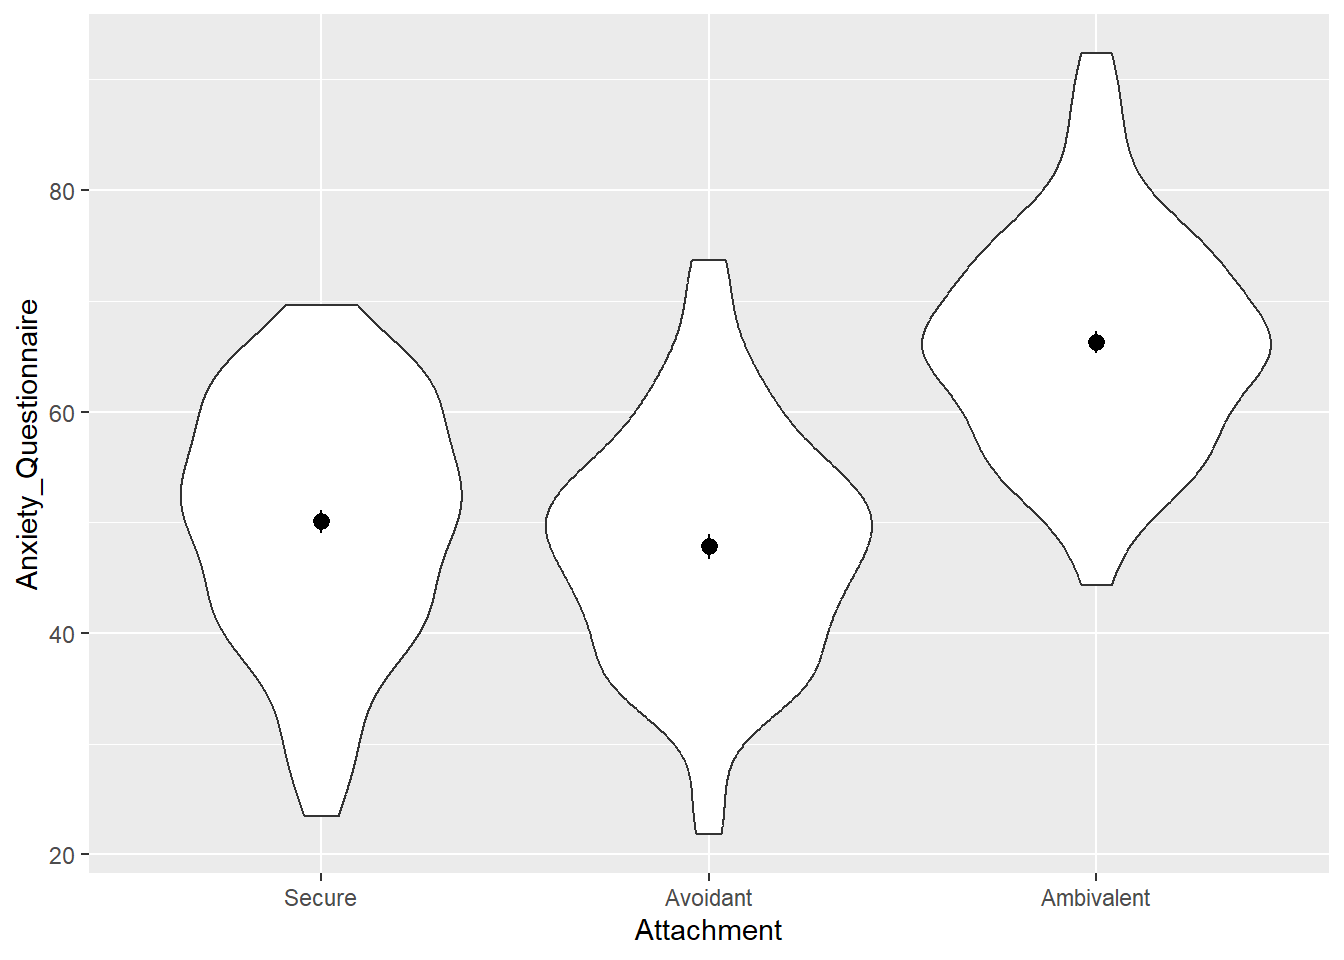 Anxiety_Questionnaire
80
60
40
20
Secure
Avoidant
Ambivalent
Attachment